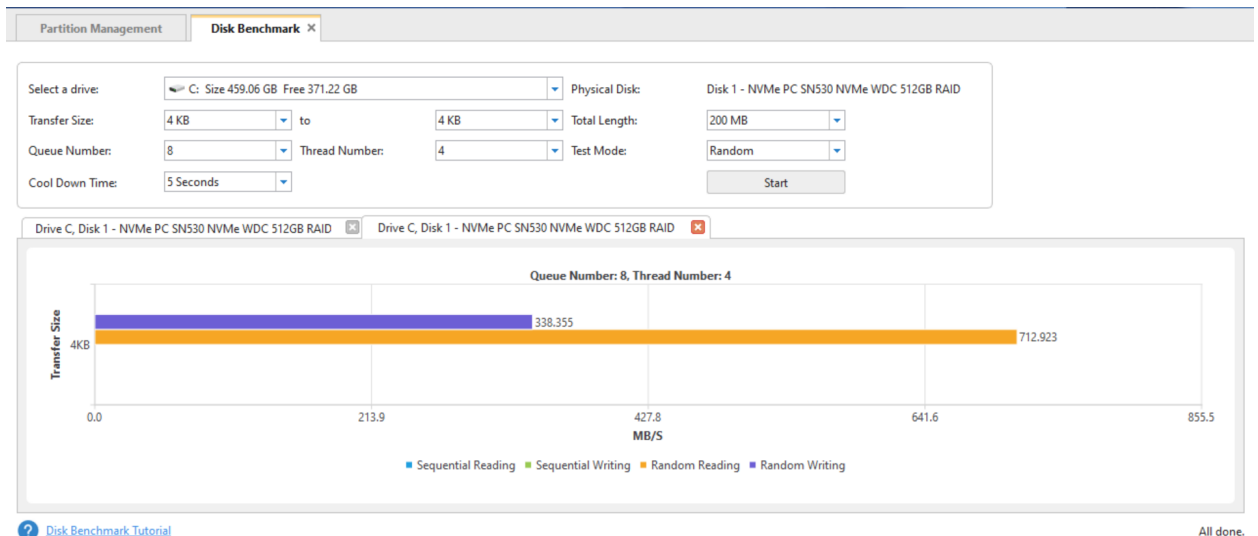 Partition Management Disk Benchmark ×
Select a drive: C: Size 459.06 GB Free 371.22 GB Physical Disk: Disk 1 - NVMe PC SN530 NVMe WDC 512GB RAID
Transfer Size: 4 KB to 4 KB Total Length: 200 MB
Queue Number: 8 Thread Number: 4 Test Mode: Random
Cool Down Time: 5 Seconds Start
Drive C, Disk 1 - NVMe PC SN530 NVMe WDC 512GB RAID Drive C, Disk 1 - NVMe PC SN530 NVMe WDC 512GB RAID
Queue Number: 8, Thread Number: 4
Transfer Size
338.355
4KB 712.923
0.0 213.9 427.8 641.6 855.5
MB/S
Sequential Reading Sequential Writing Random Reading Random Writing
? Disk Benchmark Tutorial All done.